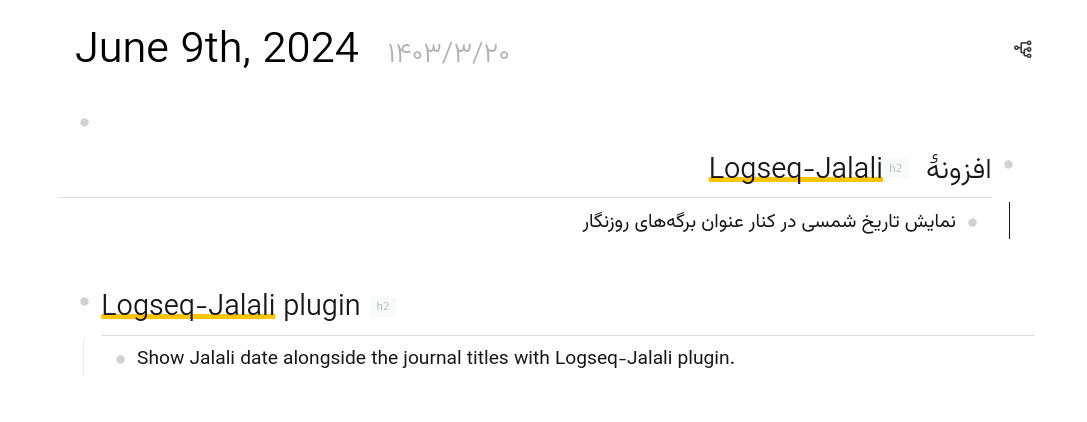 June 9th, 2024 ۱۴۰۳/۳/۲۰
افزونهٔ Logseq-Jalali h2
نمایش تاریخ شمسی در کنار عنوان برگه‌های روزنگار
Logseq-Jalali plugin h2
Show Jalali date alongside the journal titles with Logseq-Jalali plugin.